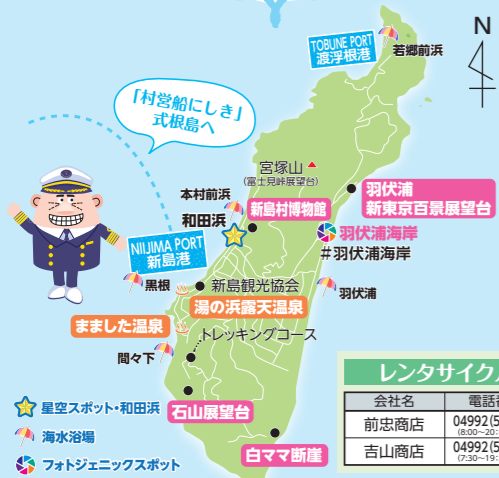 N
TOBUNE PORT
渡浮根港
若郷前浜
「村営船にしき」
式根島へ
宮塚山
(富士見峠展望台)
本村前浜
新島村博物館
羽伏浦
新東京百景展望台
和田浜
羽伏浦海岸
#羽伏浦海岸
NIIJIMA PORT
新島港
黒根
新島観光協会
羽伏浦
湯の浜露天温泉
まました温泉
トレッキングコース
間々下
石山展望台
白ママ断崖
星空スポット・和田浜
海水浴場
フォトジェニックスポット
レンタサイク
会社名
電話
前忠商店
04992(5
(8:00~20:
吉山商店
04992(5
(7:30~19: